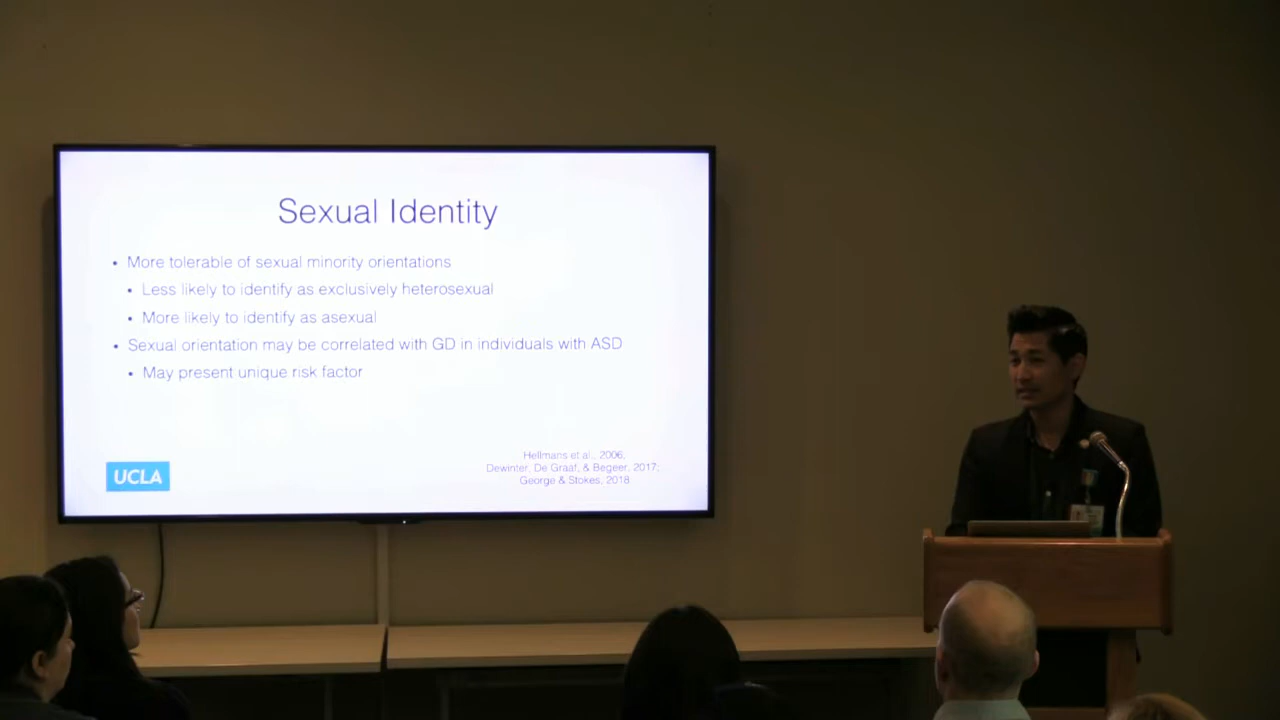 Sexual Identity
• More tolerable of sexual minority orientations
• Less likely to identify as exclusively heterosexual
• More likely to identify as asexual
• Sexual orientation may be correlated with GD in individuals with ASD
• May present unique risk factor
Hellmans et al., 2006;
Dewinter, De Graaf, & Begeer, 2017;
George & Stokes, 2018
UCLA